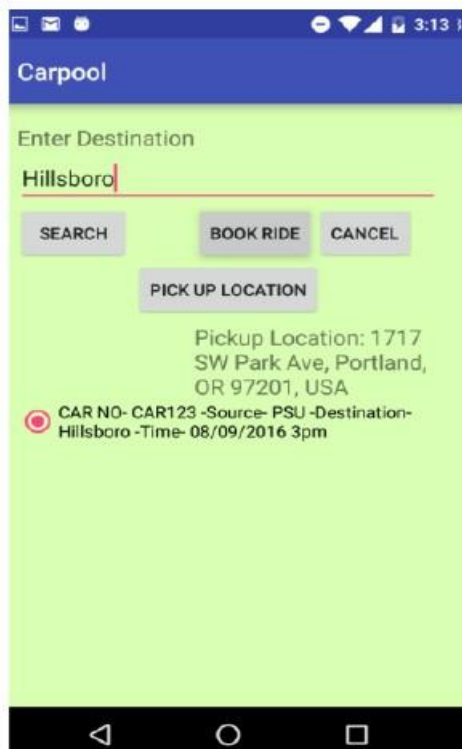 3:13
Carpool
Enter Destination
Hillsboro
SEARCH BOOK RIDE CANCEL
PICK UP LOCATION
Pickup Location: 1717
SW Park Ave, Portland,
OR 97201, USA
CAR NO- CAR123 -Source- PSU -Destination-
Hillsboro -Time- 08/09/2016 3pm